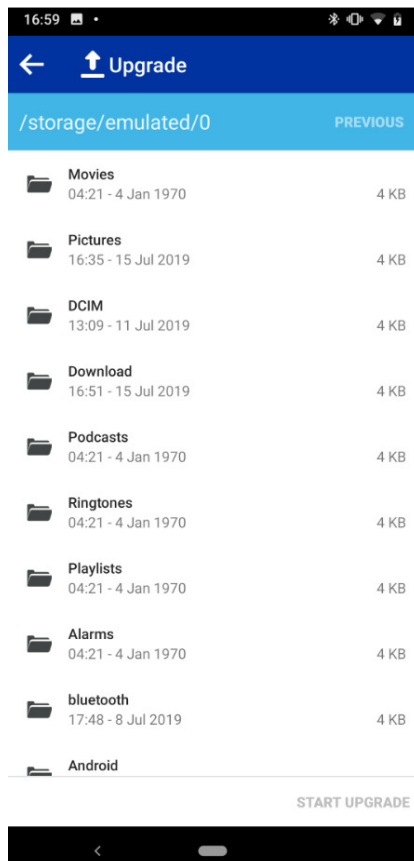 16:59
Upgrade
/storage/emulated/0 PREVIOUS
Movies
04:21 - 4 Jan 1970 4 KB
Pictures
16:35 - 15 Jul 2019 4 KB
DCIM
13:09 - 11 Jul 2019 4 KB
Download
16:51 - 15 Jul 2019 4 KB
Podcasts
04:21 - 4 Jan 1970 4 KB
Ringtones
04:21 - 4 Jan 1970 4 KB
Playlists
04:21 - 4 Jan 1970 4 KB
Alarms
04:21 - 4 Jan 1970 4 KB
bluetooth
17:48 - 8 Jul 2019 4 KB
Android
START UPGRADE